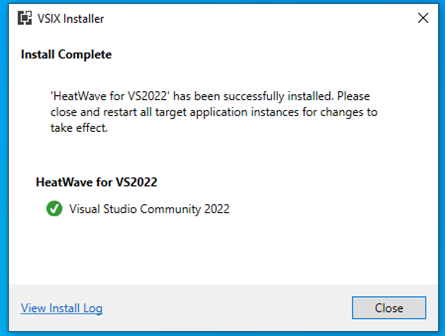 VSIX Installer
Install Complete
'HeatWave for VS2022' has been successfully installed. Please
close and restart all target application instances for changes to
take effect.
HeatWave for VS2022
Visual Studio Community 2022
View Install Log
Close